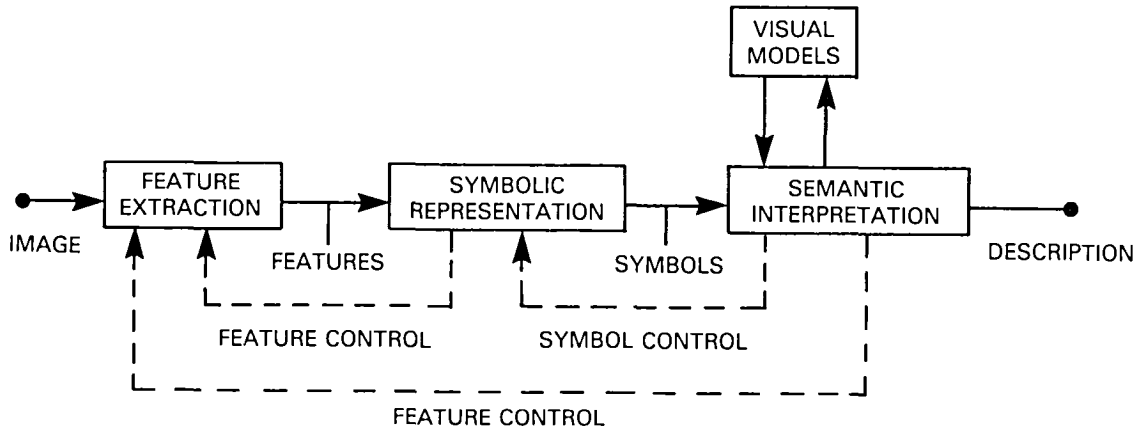 VISUAL
MODELS
FEATURE
EXTRACTION
SYMBOLIC
REPRESENTATION
SEMANTIC
INTERPRETATION
IMAGE
FEATURES
SYMBOLS
DESCRIPTION
FEATURE CONTROL
SYMBOL CONTROL
FEATURE CONTROL